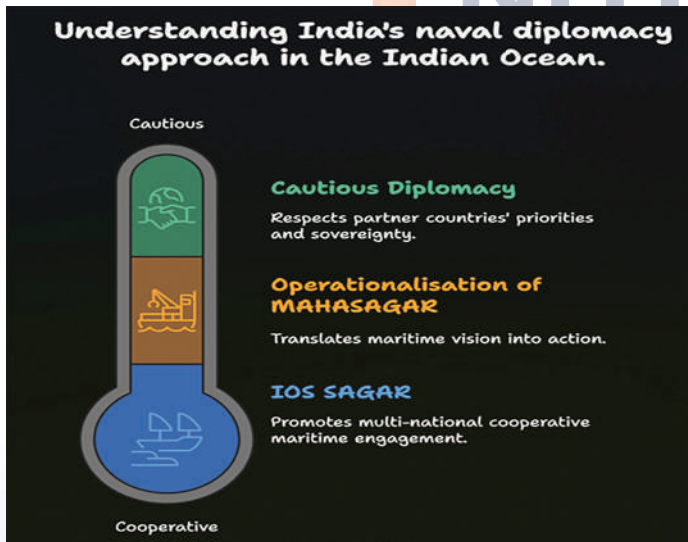 Understanding India's naval diplomacy
approach in the Indian Ocean.
Cautious
Cautious Diplomacy
Respects partner countries' priorities
and sovereignty.
Operationalisation of
MAHASAGAR
Translates maritime vision into action.
IOS SAGAR
Promotes multi-national cooperative
maritime engagement.
Cooperative